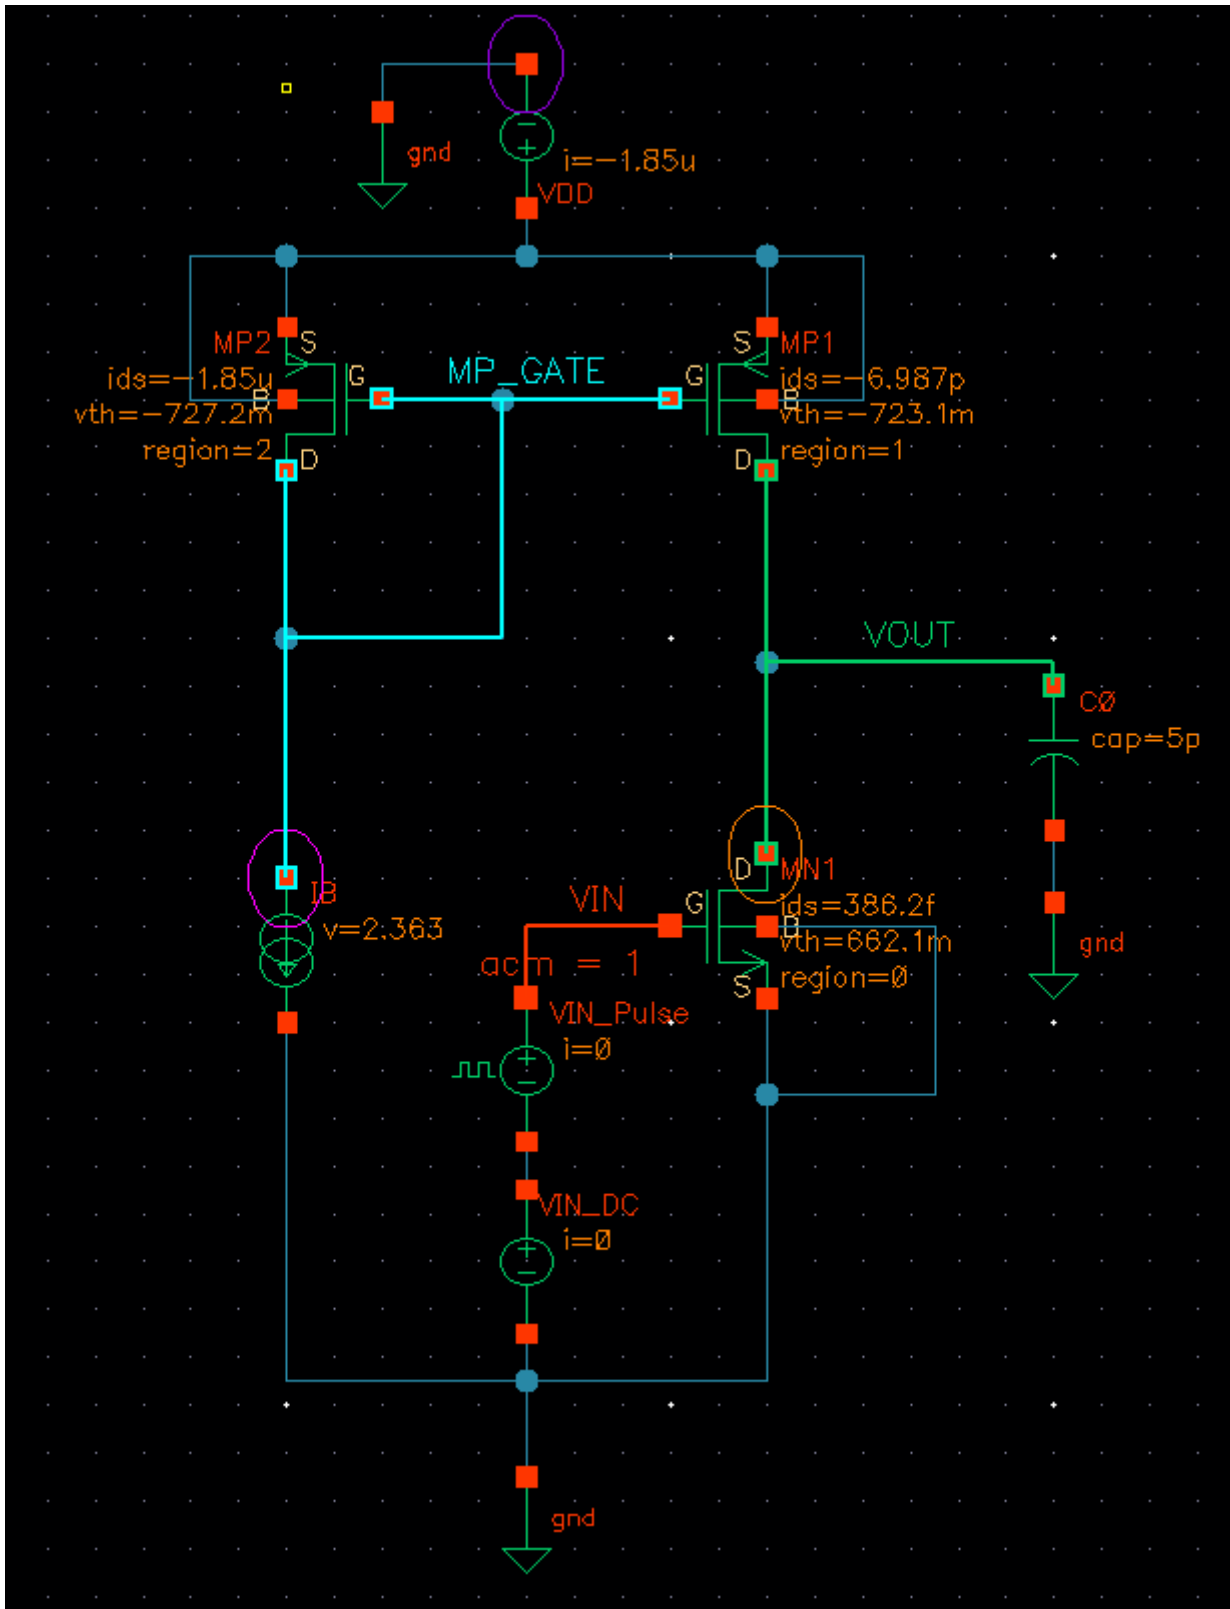 gnd
i=-1.85u
VDD
MP2
S
ids=-1.85u
G
B
vth=-727.2m
region=2
D
MP_GATE
S
MP1
G
ids=-6.987p
B
vth=-723.1m
D
region=1
VOUT
C0
cap=5p
gnd
IB
v=2.363
VIN
acm = 1
D
MN1
G
ids=386.2f
B
vth=662.1m
S
region=0
VIN_Pulse
i=0
VIN_DC
i=0
gnd